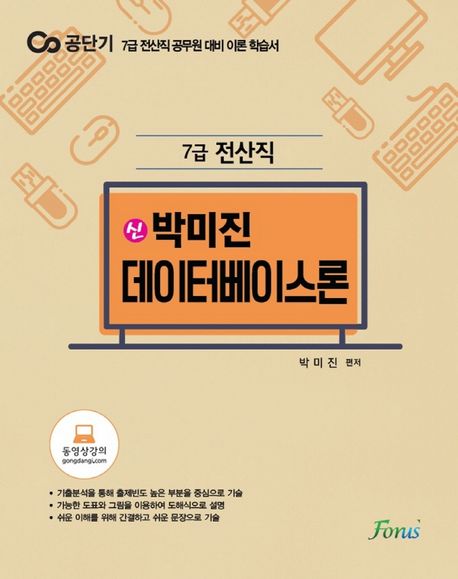 공단기 7급 전산직 공무원 대비 이론 학습서
7급 전산직
신 박미진
데이터베이스론
박미진 편저
동영상강의
gongdangi.com
• 기출분석을 통해 출제빈도 높은 부분을 중심으로 기술
• 가능한 도표와 그림을 이용하여 도해식으로 설명
• 쉬운 이해를 위해 간결하고 쉬운 문장으로 기술
Forus